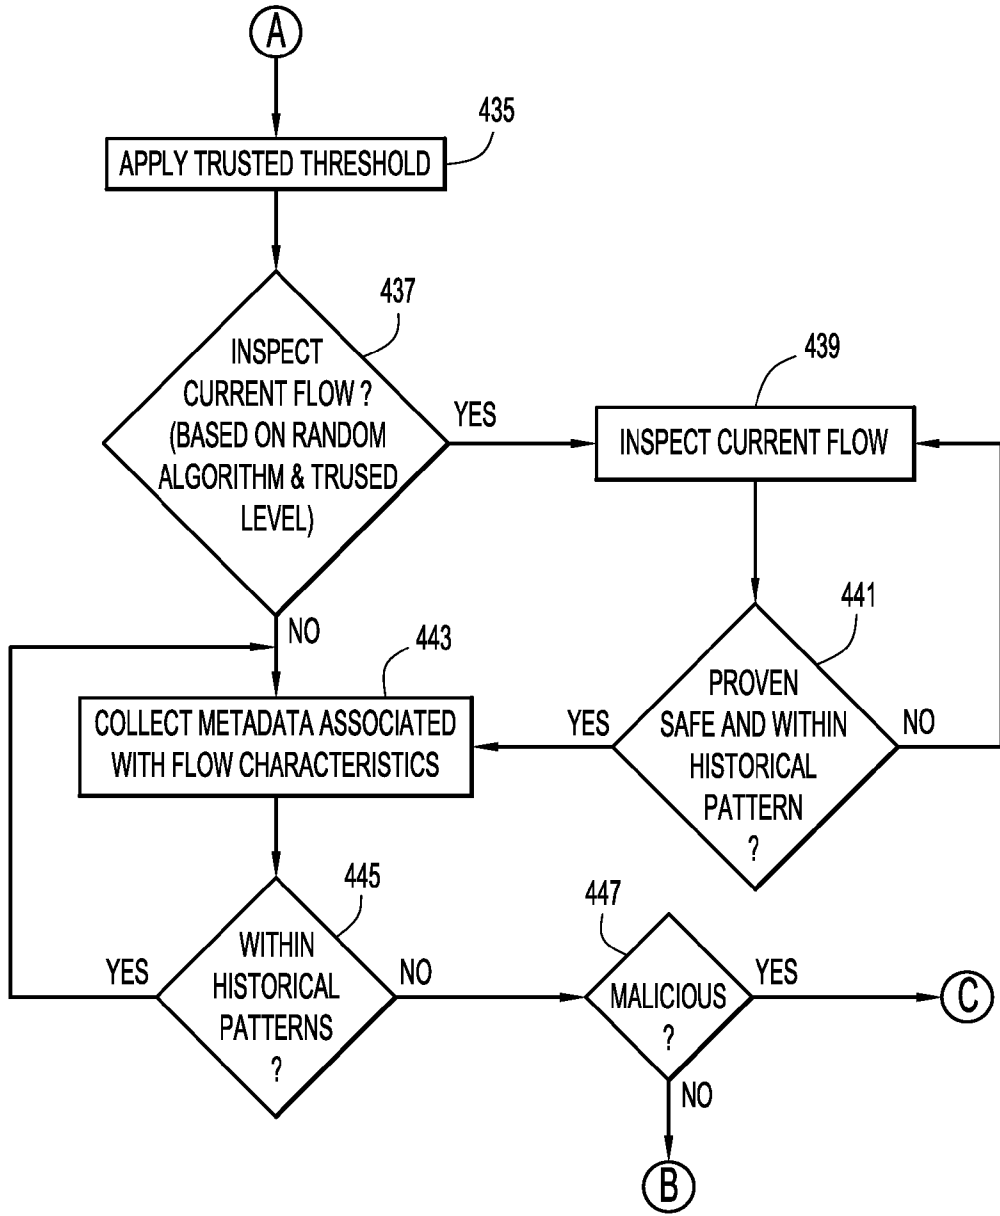 A
435
APPLY TRUSTED THRESHOLD
437
INSPECT
CURRENT FLOW ?
(BASED ON RANDOM
ALGORITHM & TRUSED
LEVEL)
YES
NO
439
INSPECT CURRENT FLOW
441
PROVEN
SAFE AND WITHIN
HISTORICAL
PATTERN
?
YES
NO
443
COLLECT METADATA ASSOCIATED
WITH FLOW CHARACTERISTICS
445
WITHIN
HISTORICAL
PATTERNS
?
YES
NO
447
MALICIOUS
?
YES
C
NO
B